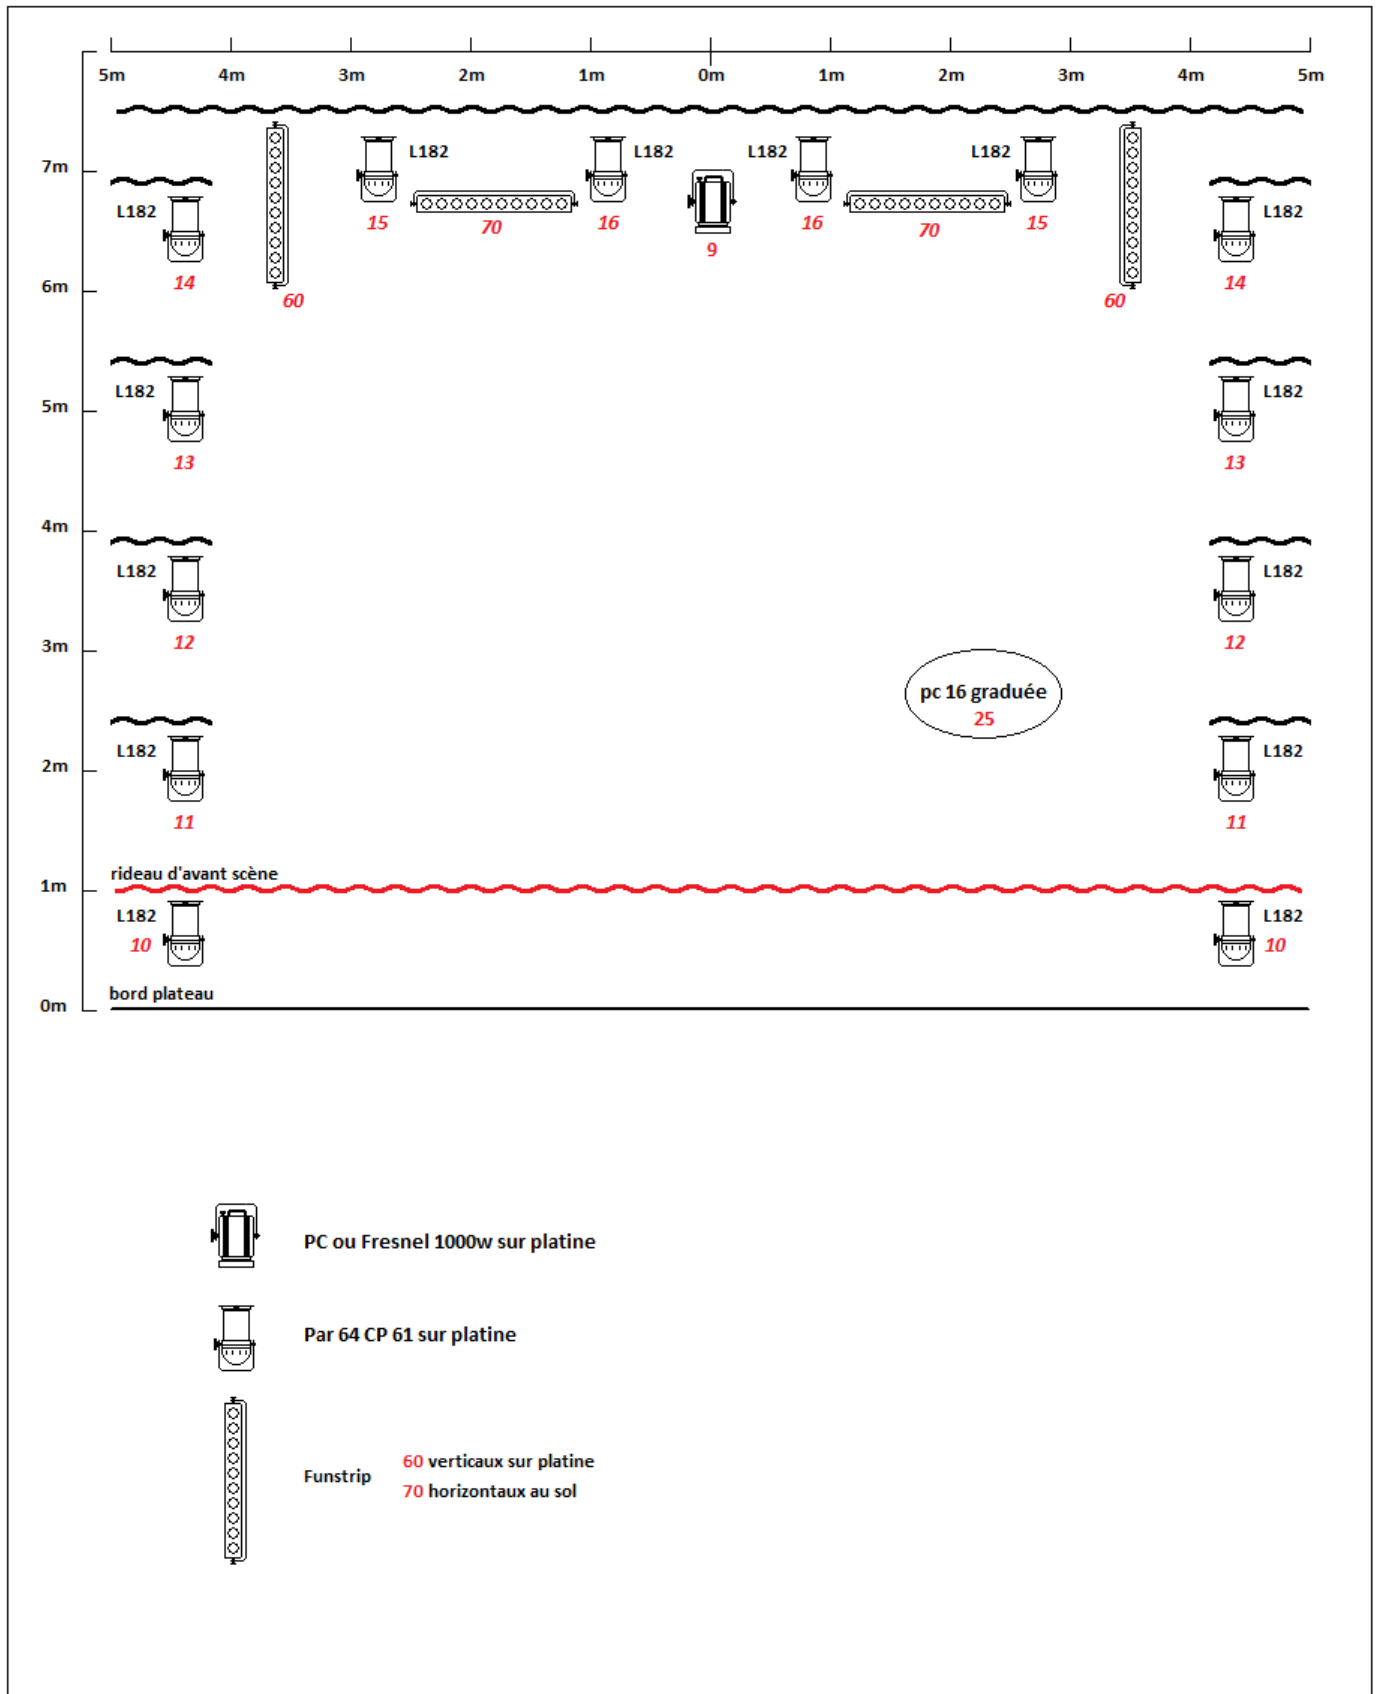 5m 4m 3m 2m 1m 0m 1m 2m 3m 4m 5m
L182 L182 L182 L182
7m
L182 L182
15 70 16 9 16 70 15
14 14
6m
60 60
L182 L182
5m
13 13
4m
L182 L182
12 12
3m
pc 16 graduée
25
L182 L182
2m
11 11
rideau d'avant scène
1m
L182 L182
10 10
bord plateau
0m
PC ou Fresnel 1000w sur platine
Par 64 CP 61 sur platine
60 verticaux sur platine
Funstrip
70 horizontaux au sol